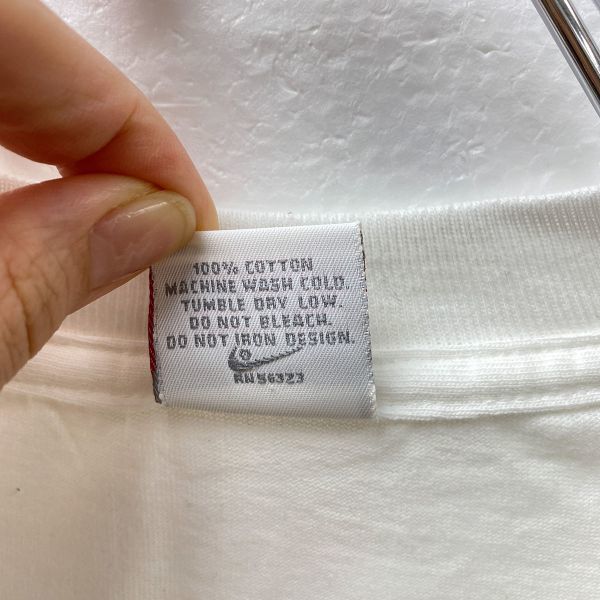 100% COTTON
MACHINE WASH COLD.
TUMBLE DRY LOW.
DO NOT BLEACH.
DO NOT IRON DESIGN.
RN 56323